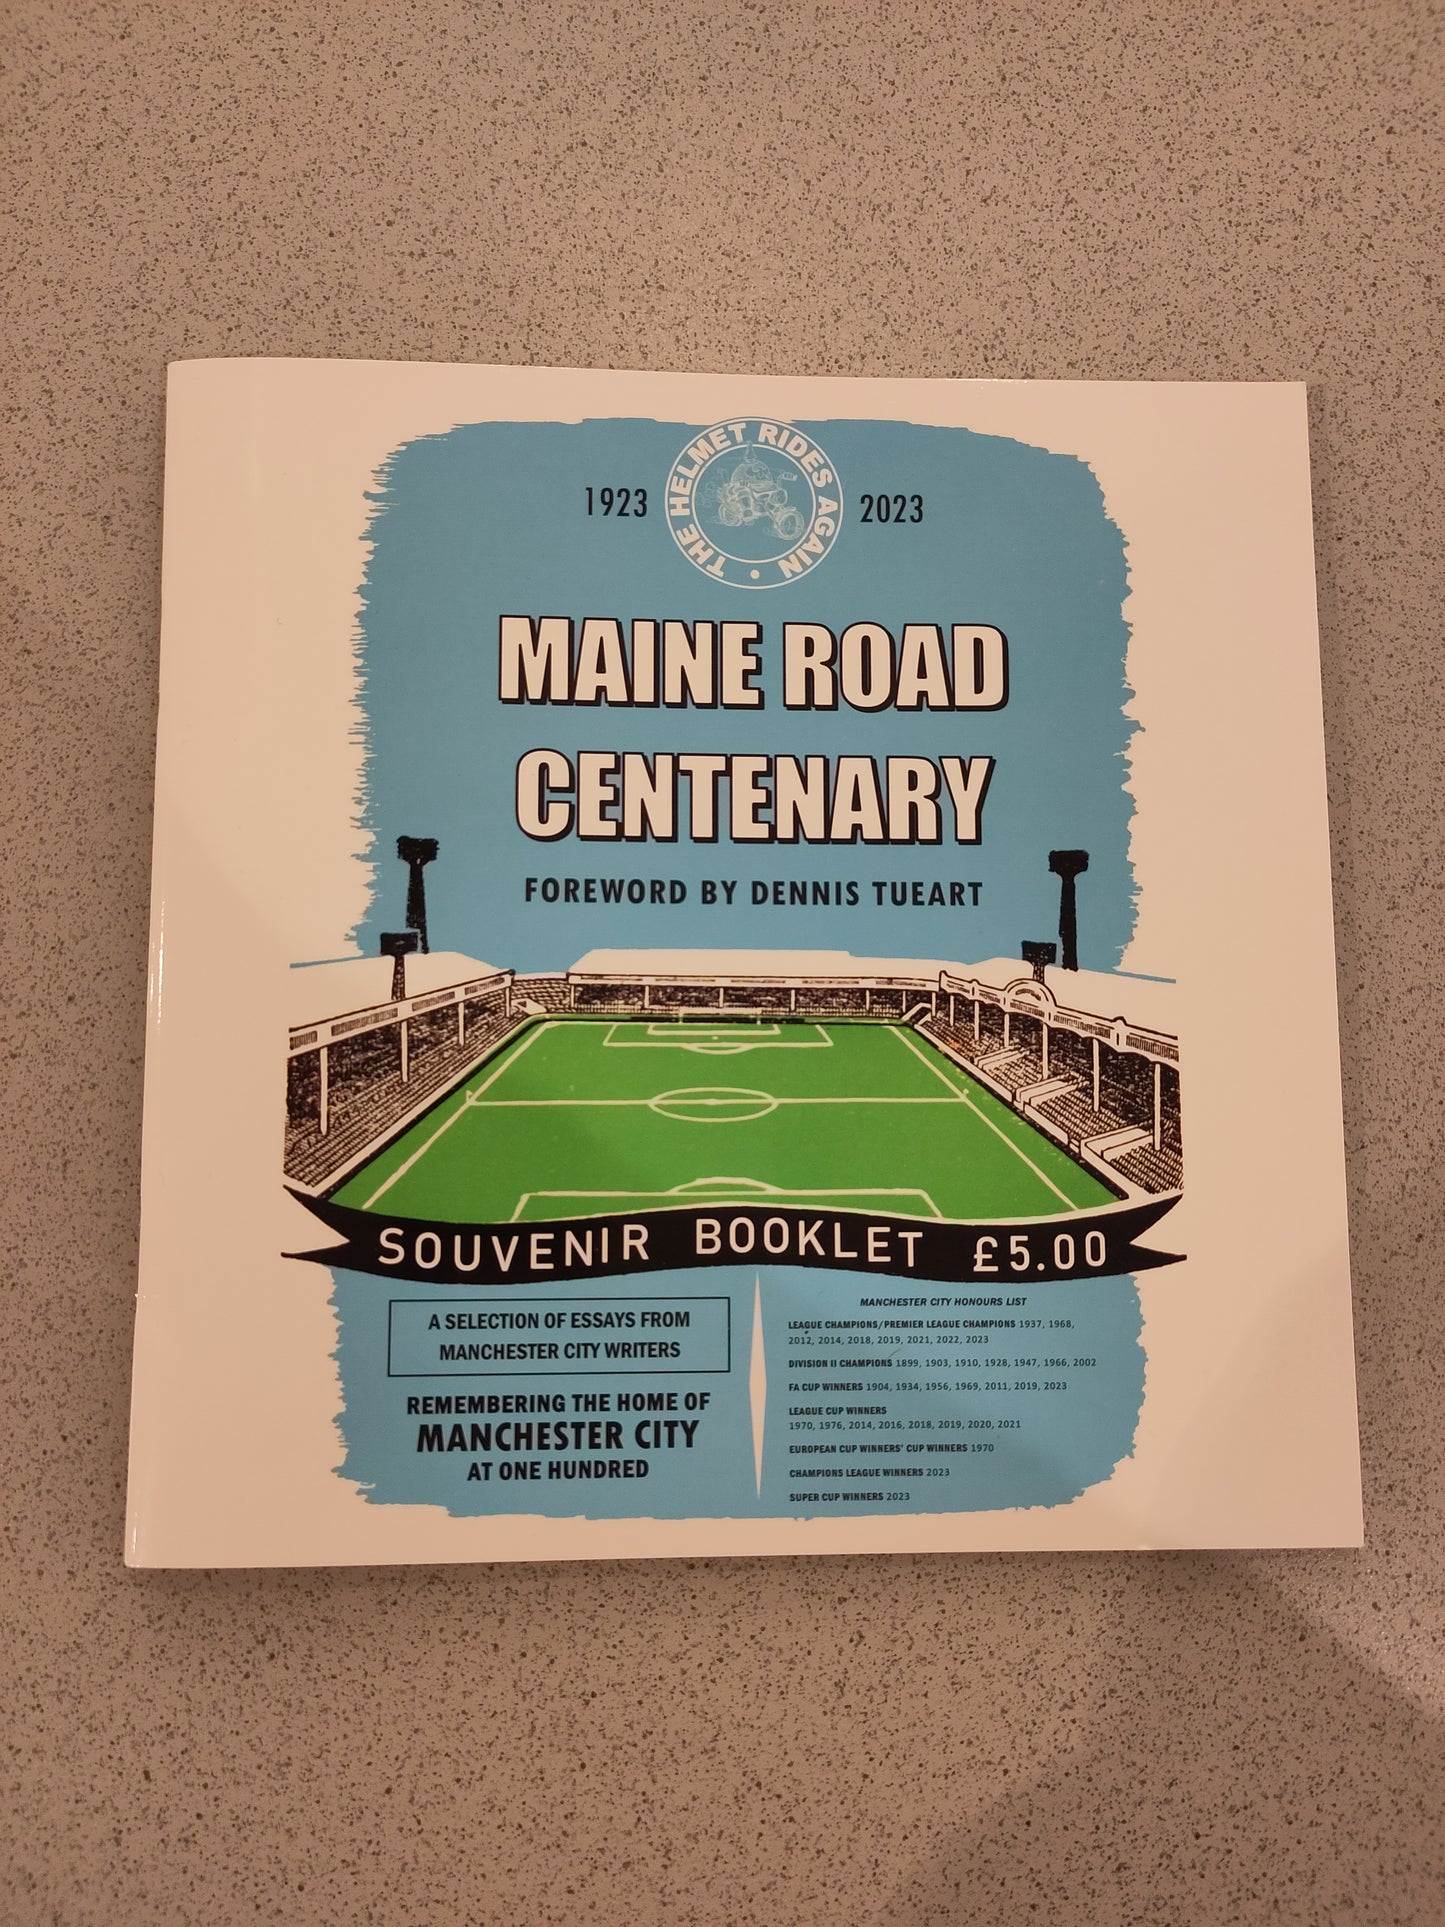 1923
THE HELMET RIDES AGAIN •
2023
MAINE ROAD
CENTENARY
FOREWORD BY DENNIS TUEART
SOUVENIR BOOKLET £5.00
A SELECTION OF ESSAYS FROM
MANCHESTER CITY WRITERS
REMEMBERING THE HOME OF
MANCHESTER CITY
AT ONE HUNDRED
MANCHESTER CITY HONOURS LIST
LEAGUE CHAMPIONS/PREMIER LEAGUE CHAMPIONS 1937, 1968,
2012, 2014, 2018, 2019, 2021, 2022, 2023
DIVISION II CHAMPIONS 1899, 1903, 1910, 1928, 1947, 1966, 2002
FA CUP WINNERS 1904, 1934, 1956, 1969, 2011, 2019, 2023
LEAGUE CUP WINNERS
1970, 1976, 2014, 2016, 2018, 2019, 2020, 2021
EUROPEAN CUP WINNERS' CUP WINNERS 1970
CHAMPIONS LEAGUE WINNERS 2023
SUPER CUP WINNERS 2023